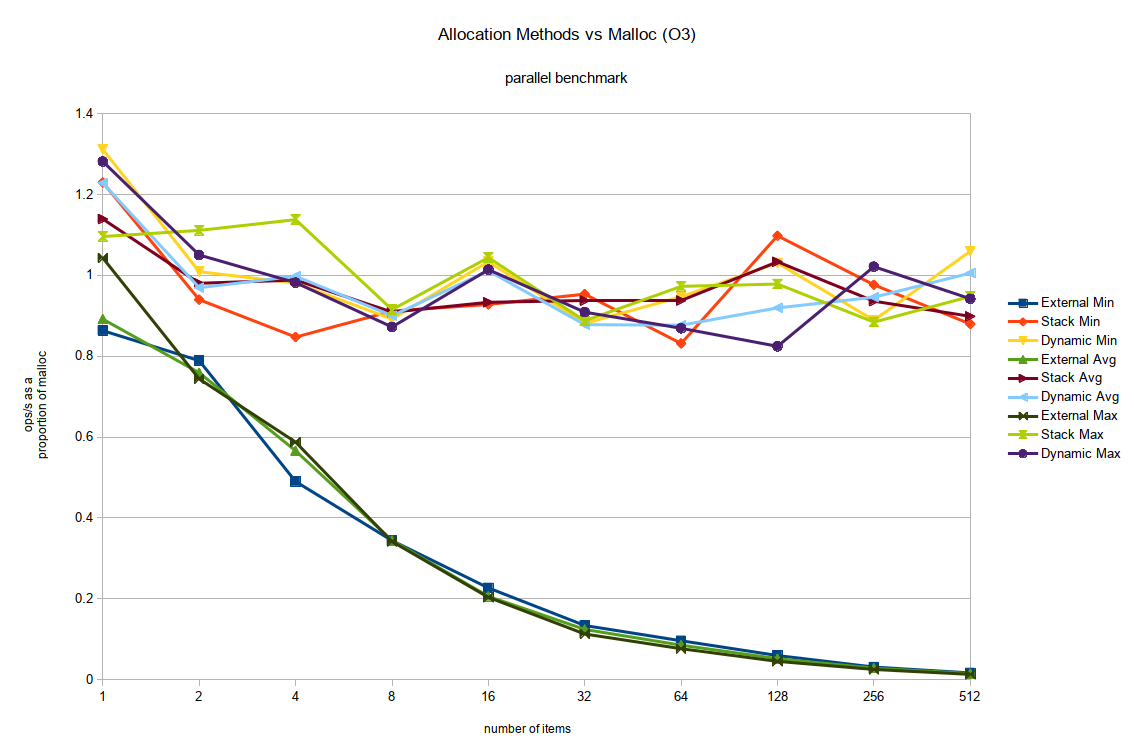 Allocation Methods vs Malloc (O3)
parallel benchmark
1.4
1.2
1
0.8
0.6
0.4
0.2
0
ops/s as a
proportion of malloc
1 2 4 8 16 32 64 128 256 512
number of items
External Min
Stack Min
Dynamic Min
External Avg
Stack Avg
Dynamic Avg
External Max
Stack Max
Dynamic Max